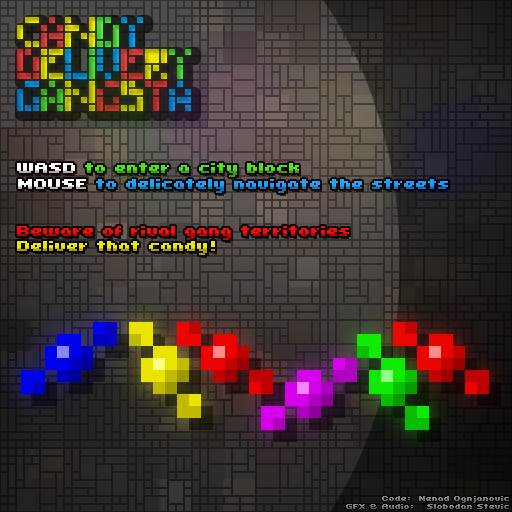 CANDY
DELIVERY
GANGSTA
WASD to enter a city block
MOUSE to delicately navigate the streets
Beware of rival gang territories
Deliver that candy!
Code: Nenad Ognjanovic
GFX & Audio: Slobodan Stevic